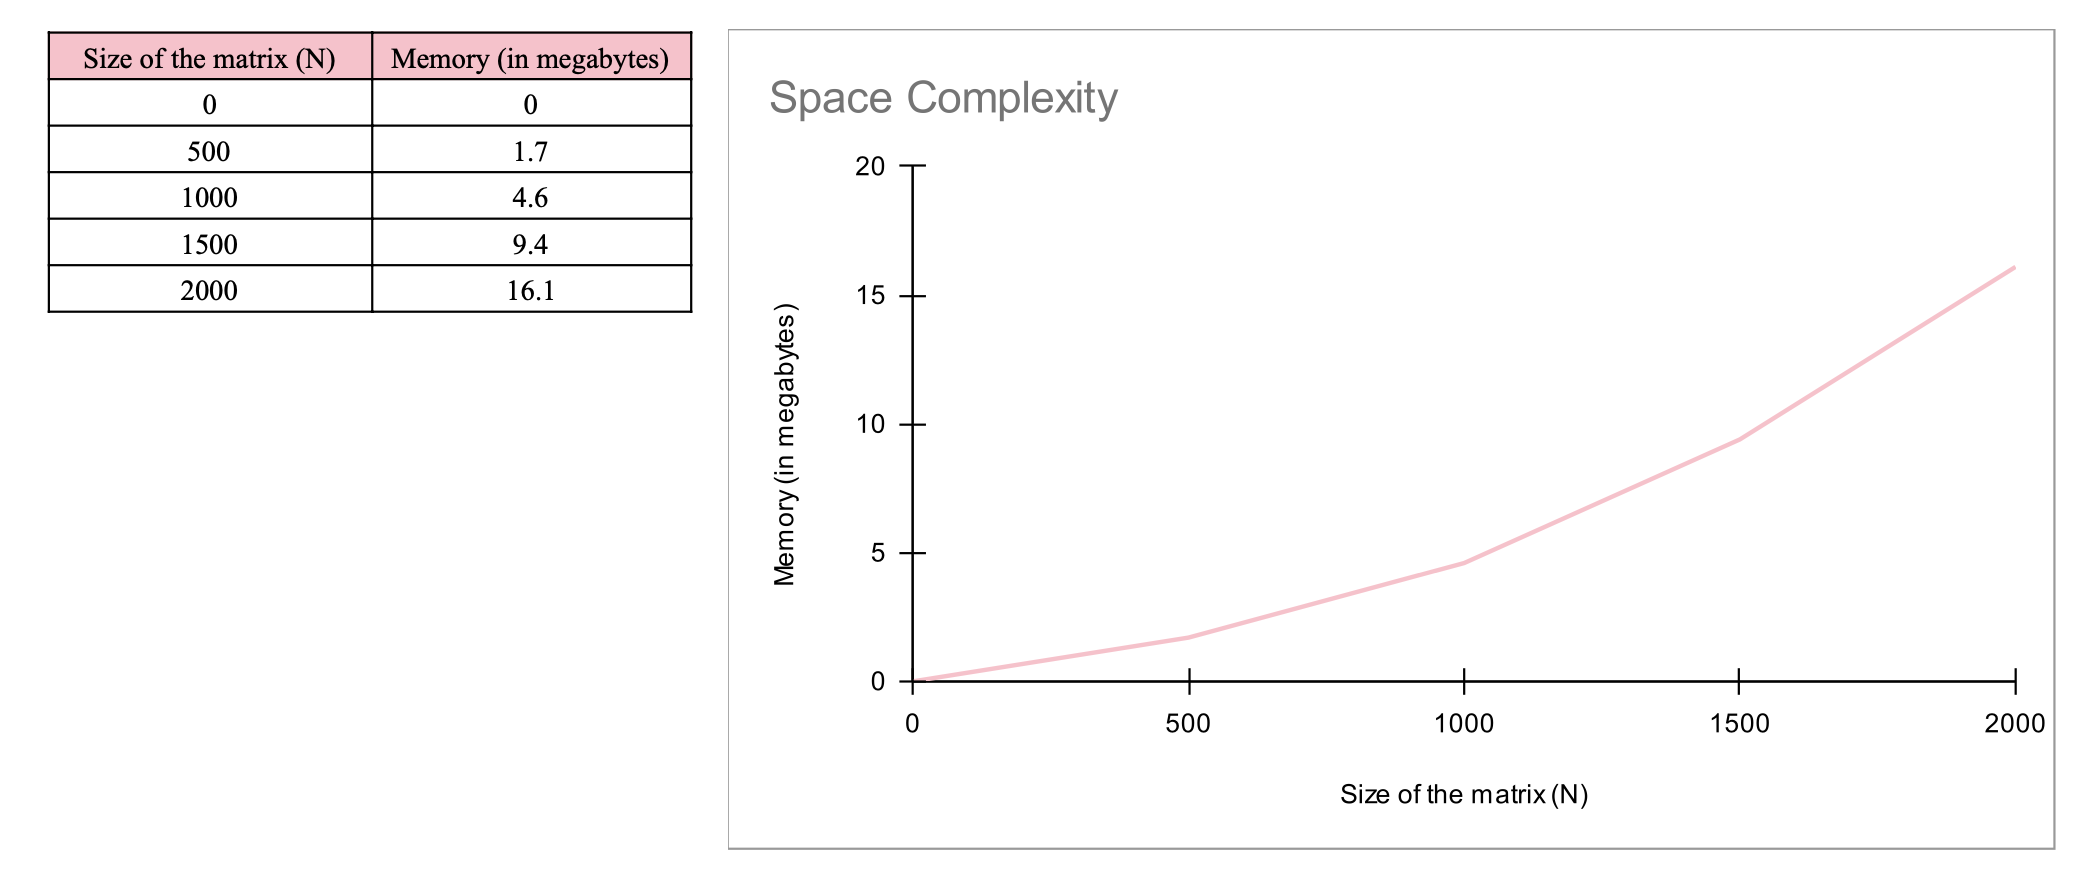 Size of the matrix (N) Memory (in megabytes)
0 0
500 1.7
1000 4.6
1500 9.4
2000 16.1
Space Complexity
20
15
10
5
0
Memory (in megabytes)
0 500 1000 1500 2000
Size of the matrix (N)